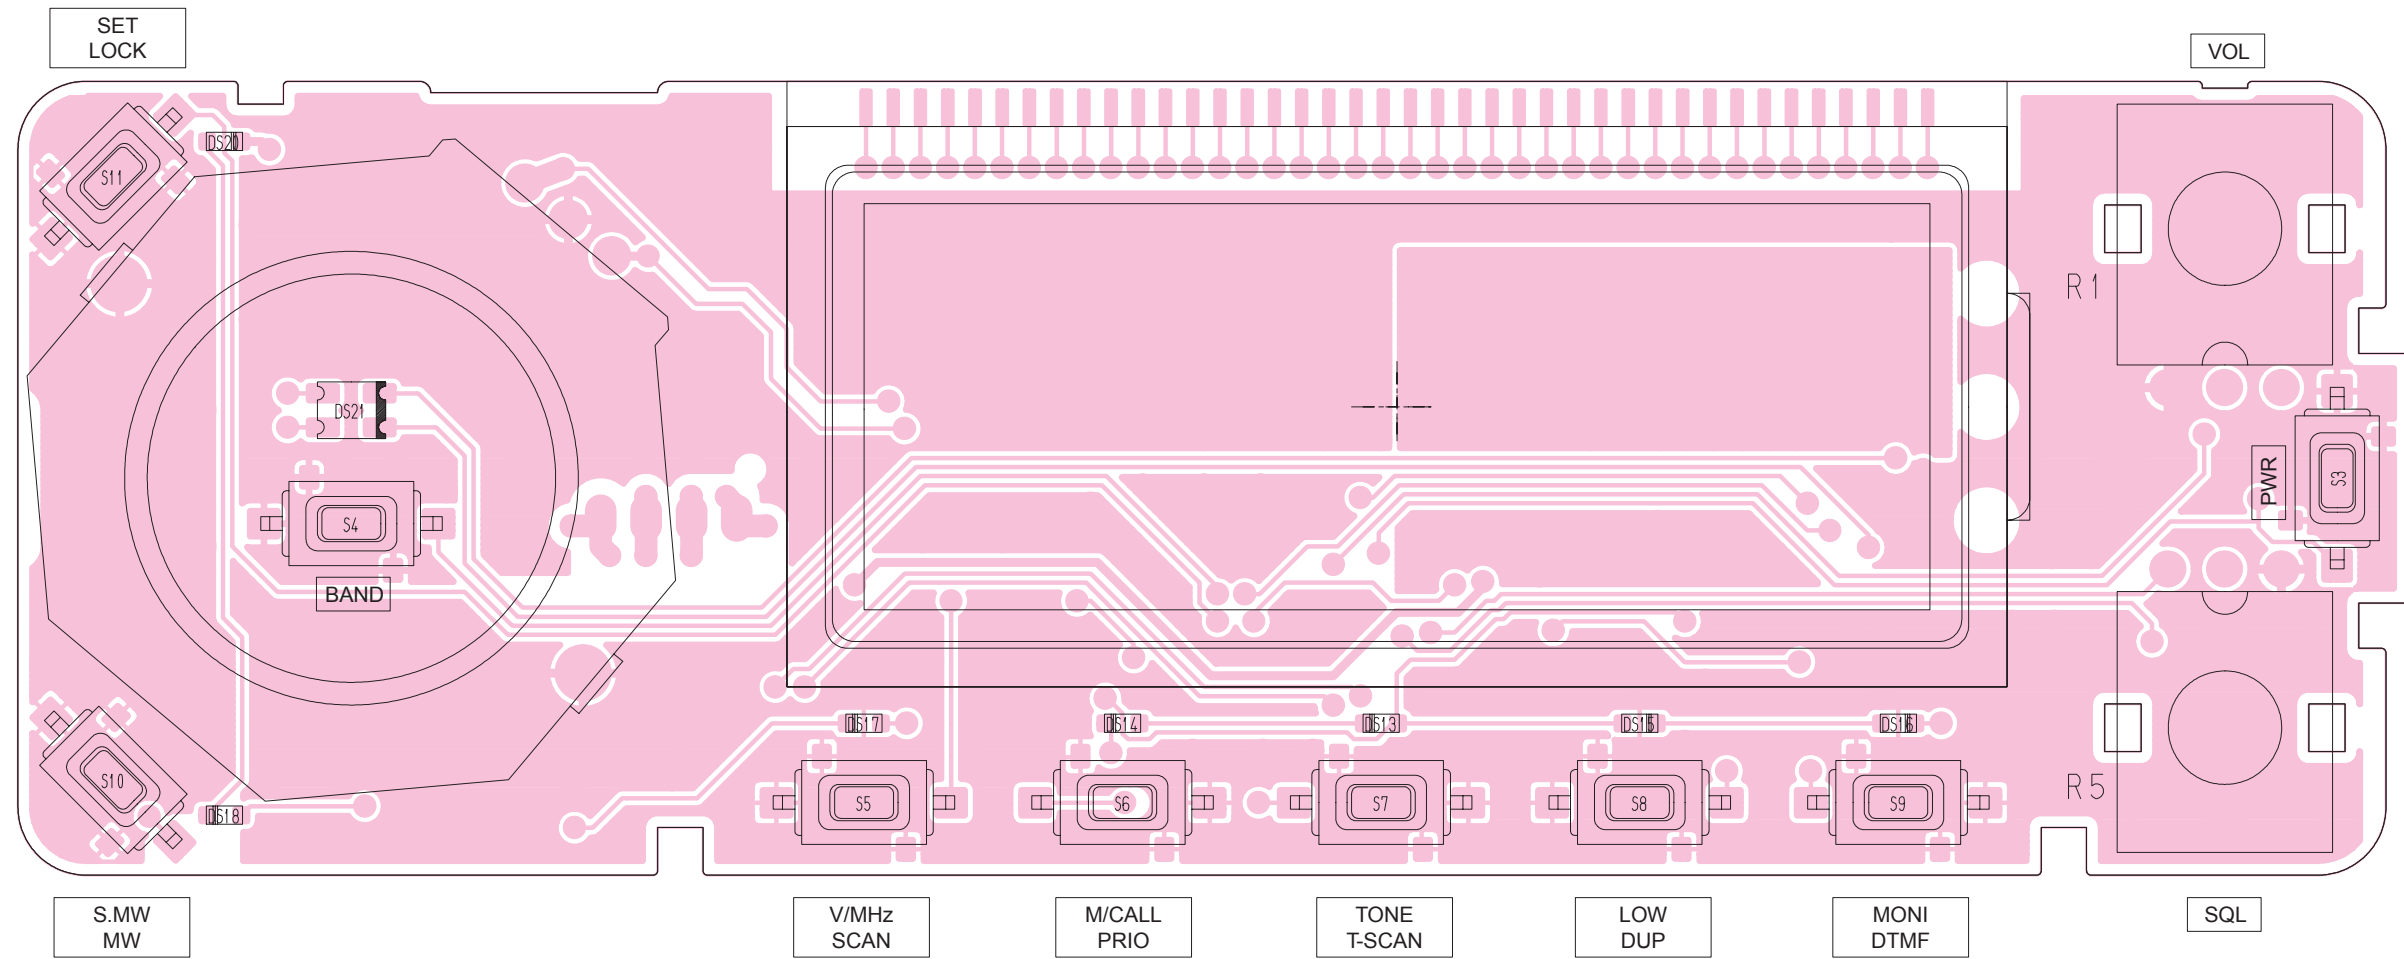 SET
LOCK
VOL
DS20
S11
R1
DS21
PWR
S3
S4
BAND
DS17
DS14
DS13
DS15
DS16
S10
R5
S5
S6
S7
S8
S9
DS18
S.MW
MW
V/MHz
SCAN
M/CALL
PRIO
TONE
T-SCAN
LOW
DUP
MONI
DTMF
SQL